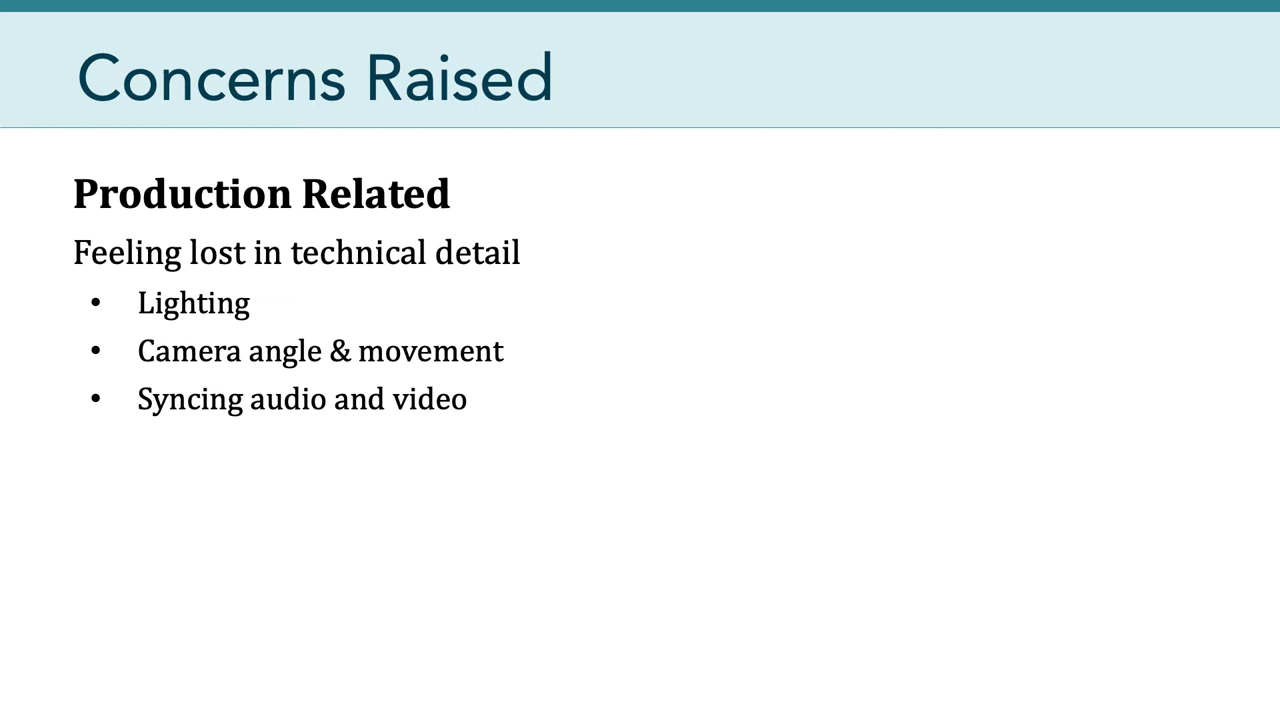 Concerns Raised
Production Related
Feeling lost in technical detail
• Lighting
• Camera angle & movement
• Syncing audio and video